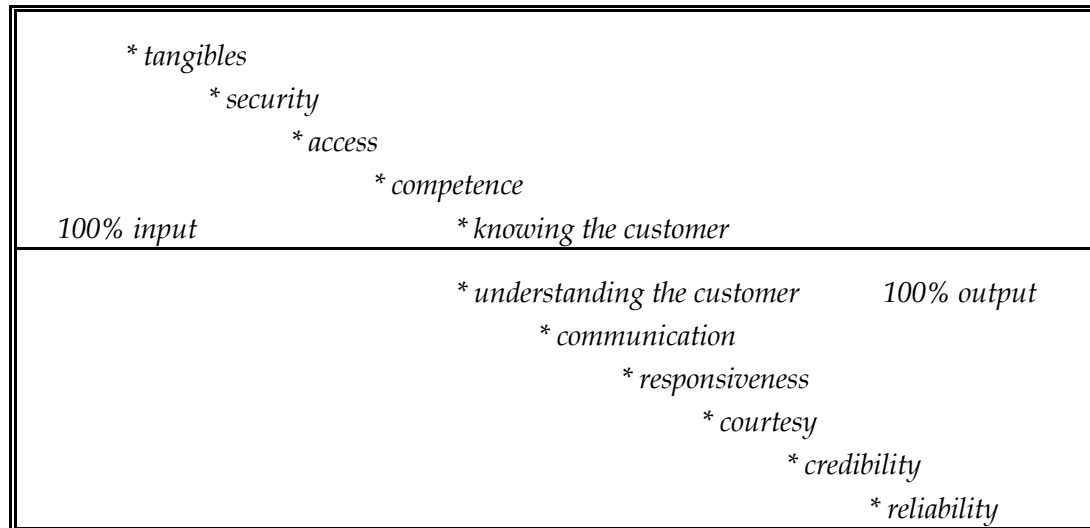 * tangibles
* security
* access
* competence
100% input * knowing the customer
* understanding the customer 100% output
* communication
* responsiveness
* courtesy
* credibility
* reliability